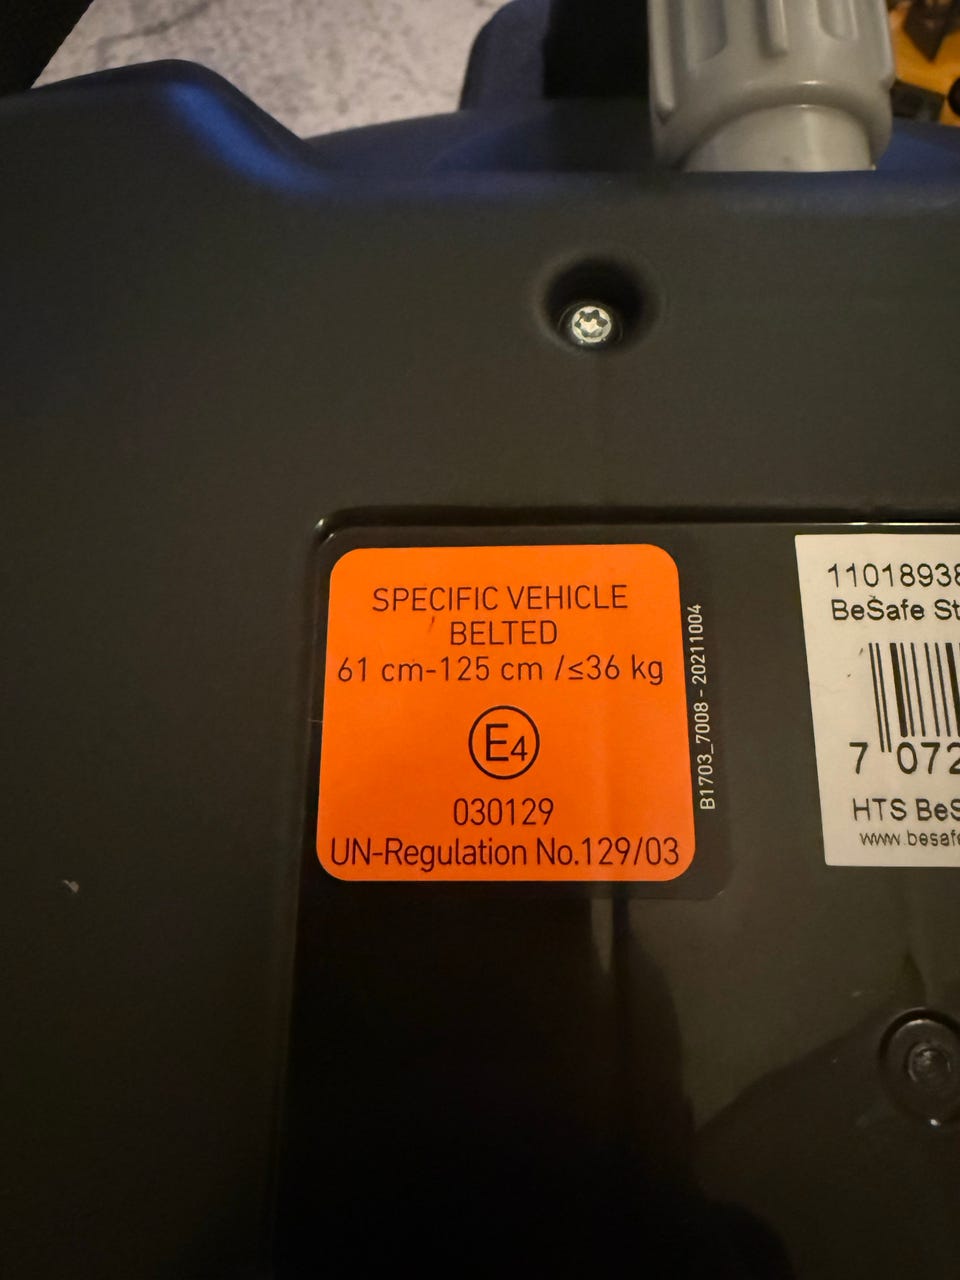 SPECIFIC VEHICLE
BELTED
61 cm-125 cm /≤36 kg
E4
030129
UN-Regulation No.129/03
B1703_7008 - 20211004
1101893
BeSafe St
7 072
HTS BeS
www.besafe